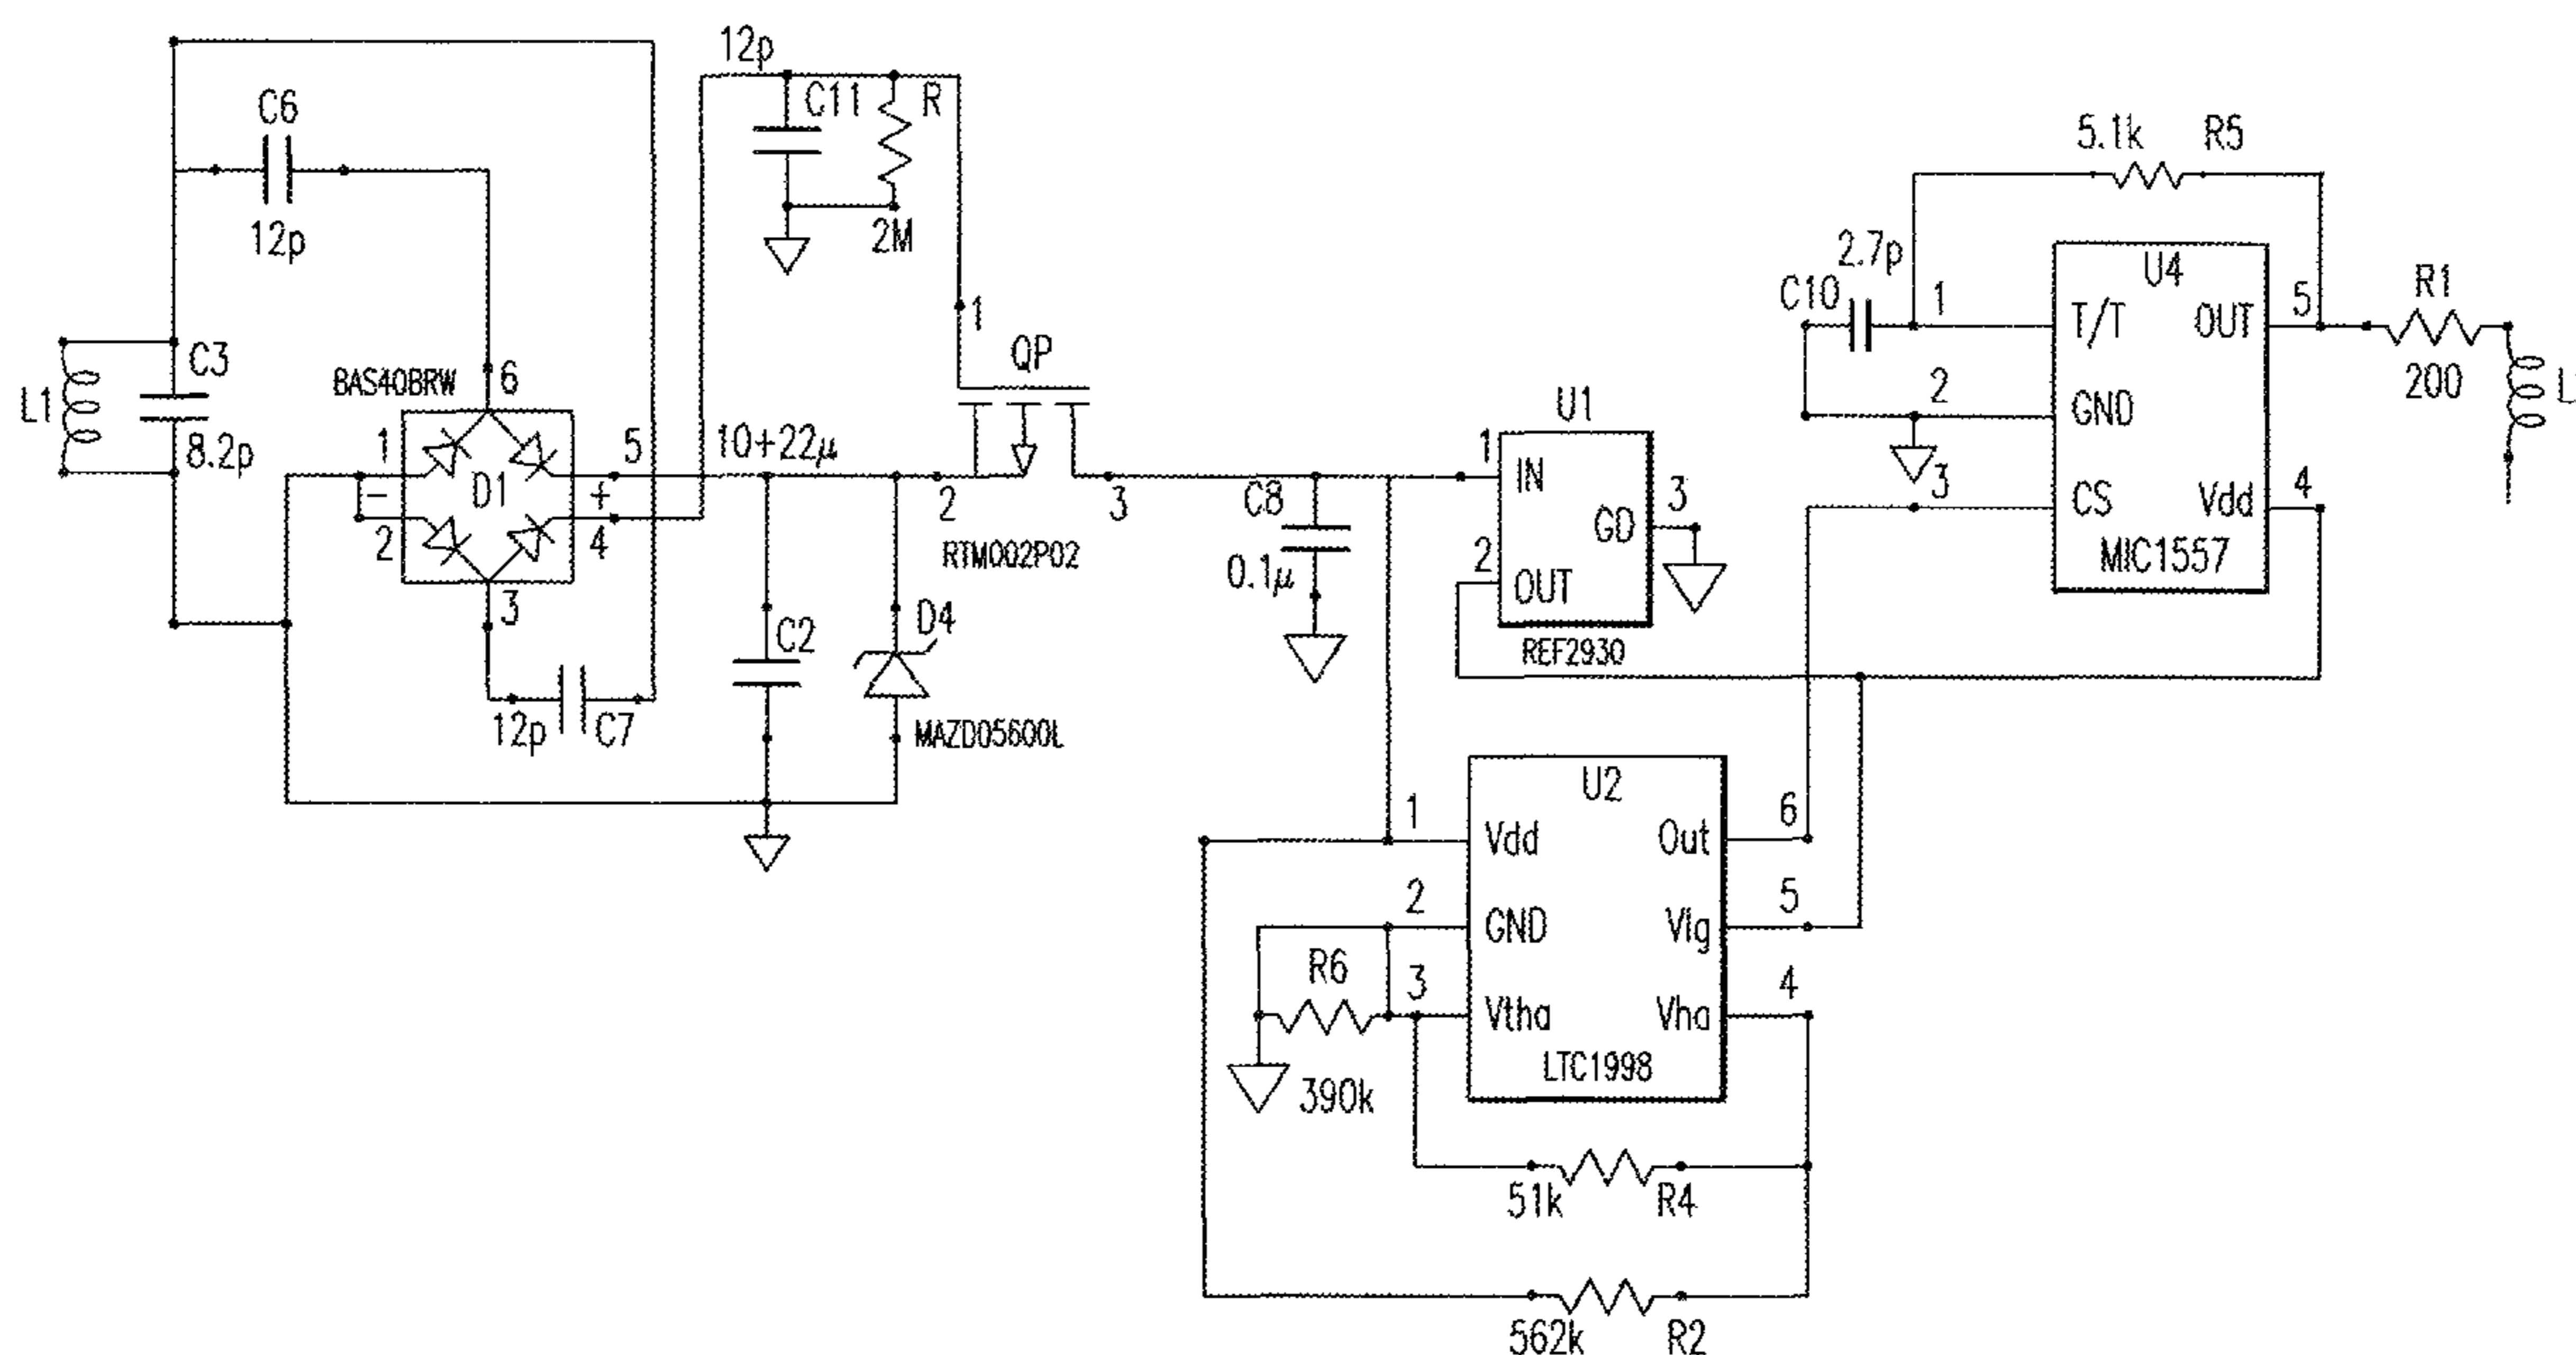 12p
C11
R
2M
C6
12p
L1
C3
8.2p
BAS40BRW
6
1
-
2
D1
5
+
4
3
12p
C7
10+22μ
1
QP
2
3
RTM002P02
C2
D4
MAZD05600L
C8
0.1μ
U1
1
IN
2
OUT
GD
3
REF2930
5.1k
R5
2.7p
C10
1
U4
T/T
OUT
5
R1
200
L
2
GND
3
CS
Vdd
4
MIC1557
U2
1
Vdd
Out
6
2
GND
Vlg
5
R6
3
Vtha
Vha
4
390k
LTC1998
51k
R4
562k
R2